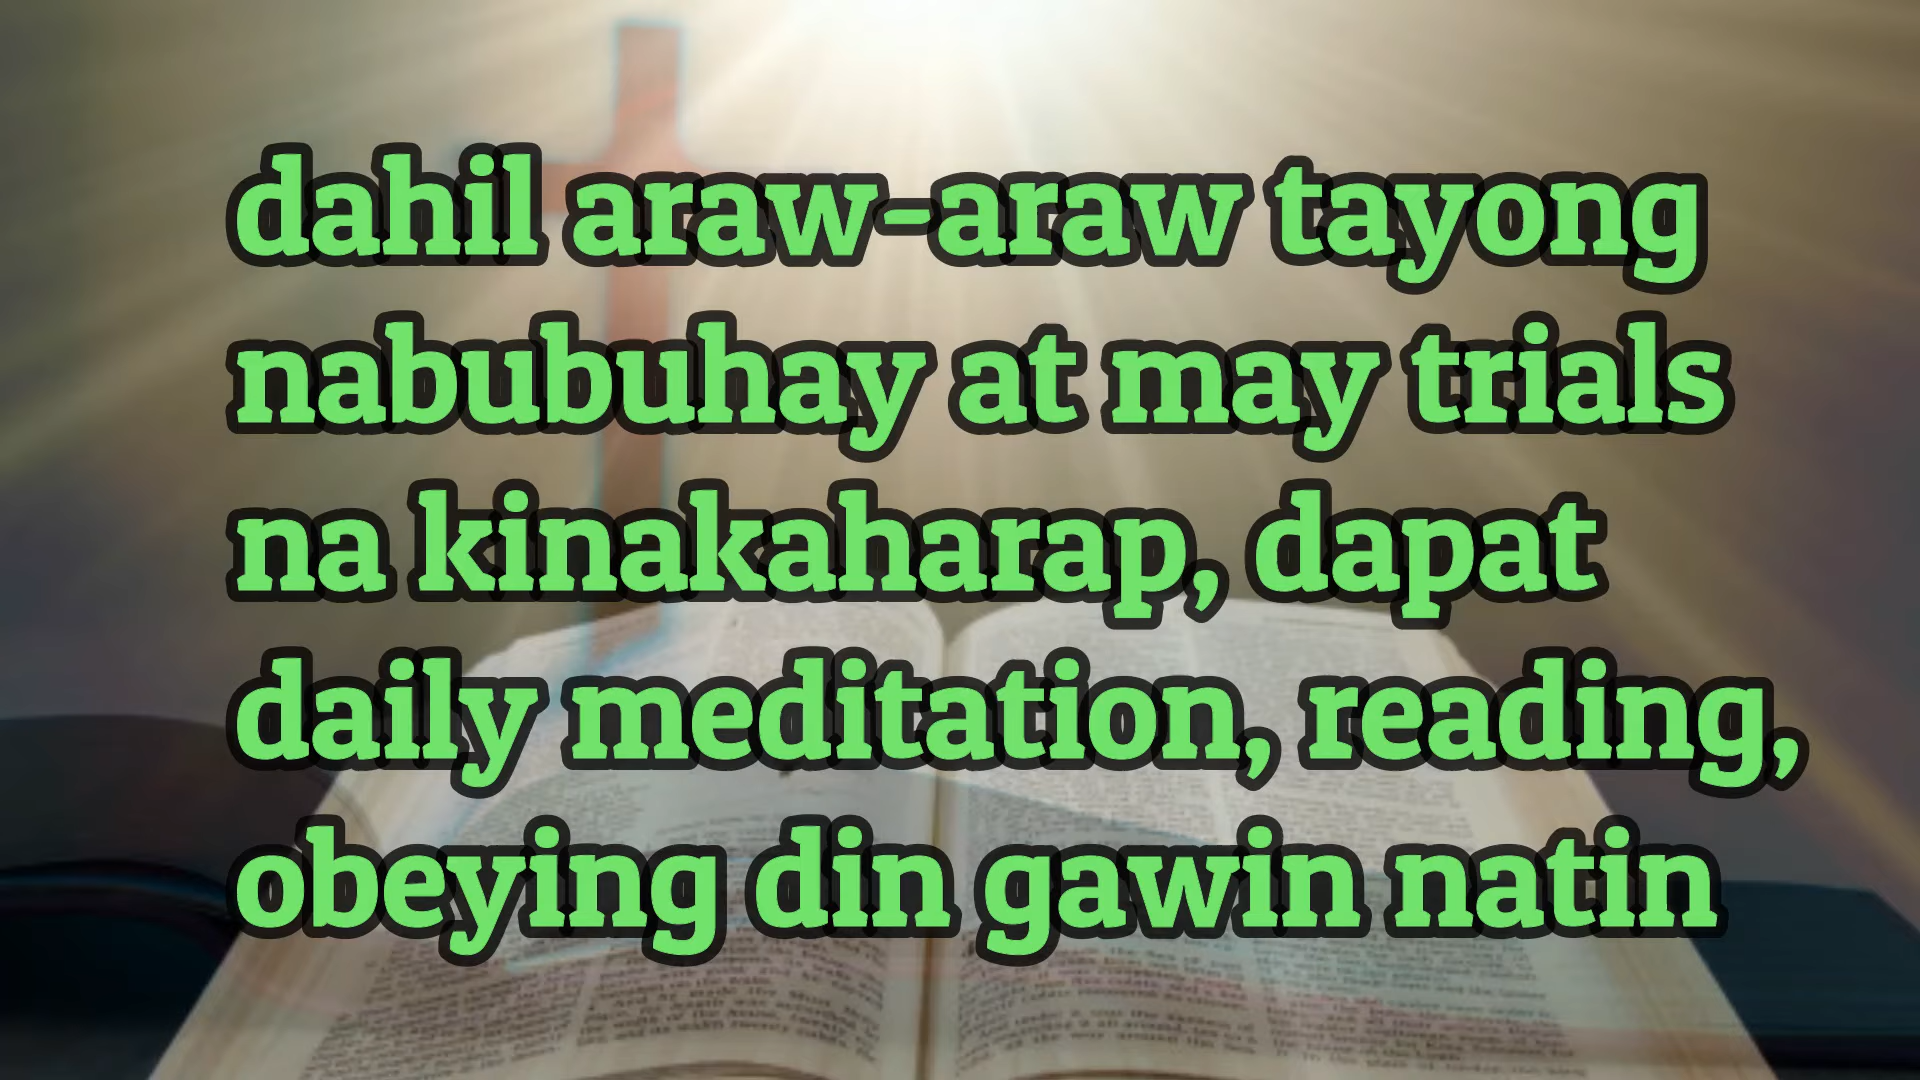 dahil araw-araw tayong
nabubuhay at may trials
na kinakaharap, dapat
daily meditation, reading,
obeying din gawin natin